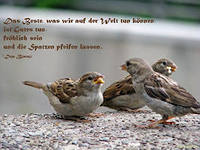 Das Beste, was wir auf der Welt tun können,
ist Gutes tun,
fröhlich sein
und die Spatzen pfeifen lassen.
Don Bosco